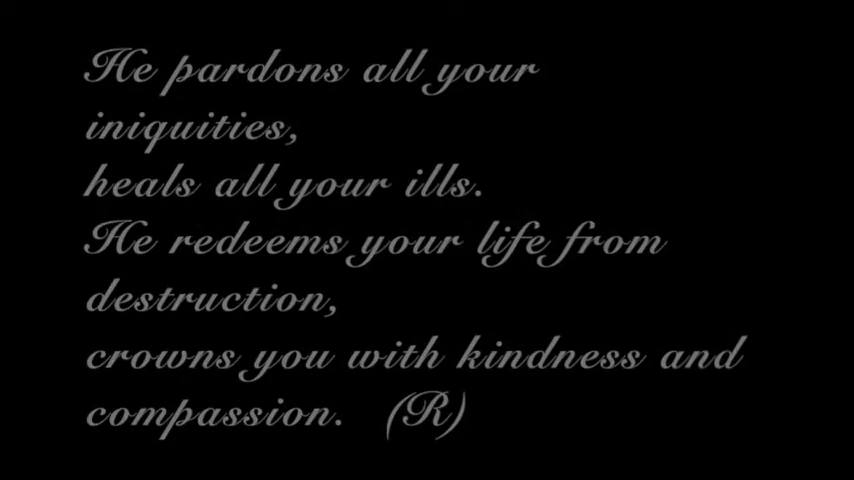 He pardons all your
iniquities,
heals all your ills.
He redeems your life from
destruction,
crowns you with kindness and
compassion. (R)